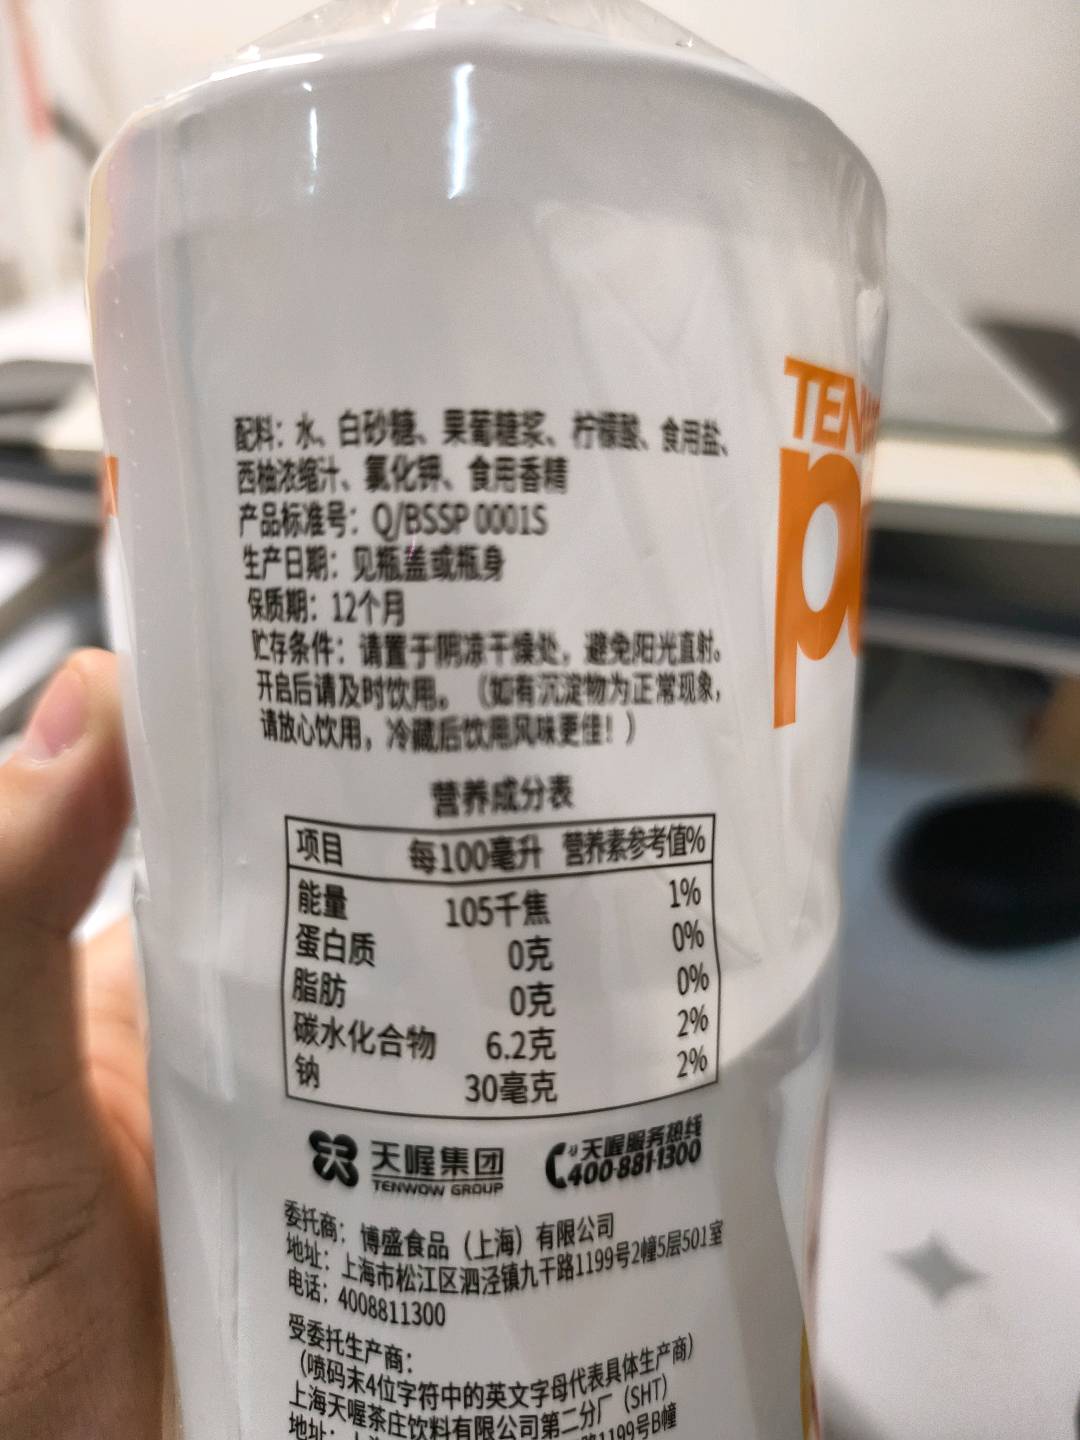 配料：水、白砂糖、果葡糖浆、柠檬酸、食用盐、
西柚浓缩汁、氯化钾、食用香精
产品标准号：Q/BSSP 0001S
生产日期：见瓶盖或瓶身
保质期：12个月
贮存条件：请置于阴凉干燥处，避免阳光直射。
开启后请及时饮用。（如有沉淀物为正常现象，
请放心饮用，冷藏后饮用风味更佳！）
营养成分表
项目 每100毫升 营养素参考值%
能量 105千焦 1%
蛋白质 0克 0%
脂肪 0克 0%
碳水化合物 6.2克 2%
钠 30毫克 2%
天喔集团
TENWOW GROUP
天喔服务热线
400-881-1300
委托商：博盛食品（上海）有限公司
地址：上海市松江区泗泾镇九干路1199号2幢5层501室
电话：4008811300
受委托生产商：
（喷码末4位字符中的英文字母代表具体生产商）
上海天喔茶庄饮料有限公司第二分厂（SHT）
地址：上海 路1199号B幢
TEN